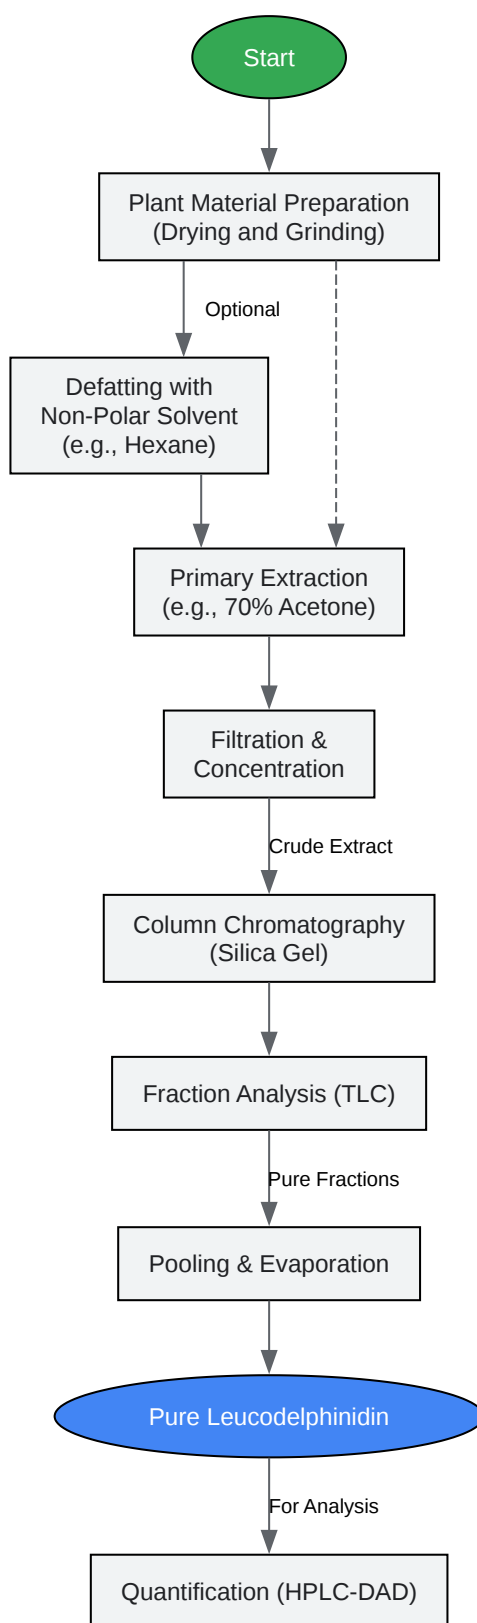 Start
Plant Material Preparation
(Drying and Grinding)
Optional
Defatting with
Non-Polar Solvent
(e.g., Hexane)
Primary Extraction
(e.g., 70% Acetone)
Filtration &
Concentration
Crude Extract
Column Chromatography
(Silica Gel)
Fraction Analysis (TLC)
Pure Fractions
Pooling & Evaporation
Pure Leucodelphinidin
For Analysis
Quantification (HPLC-DAD)